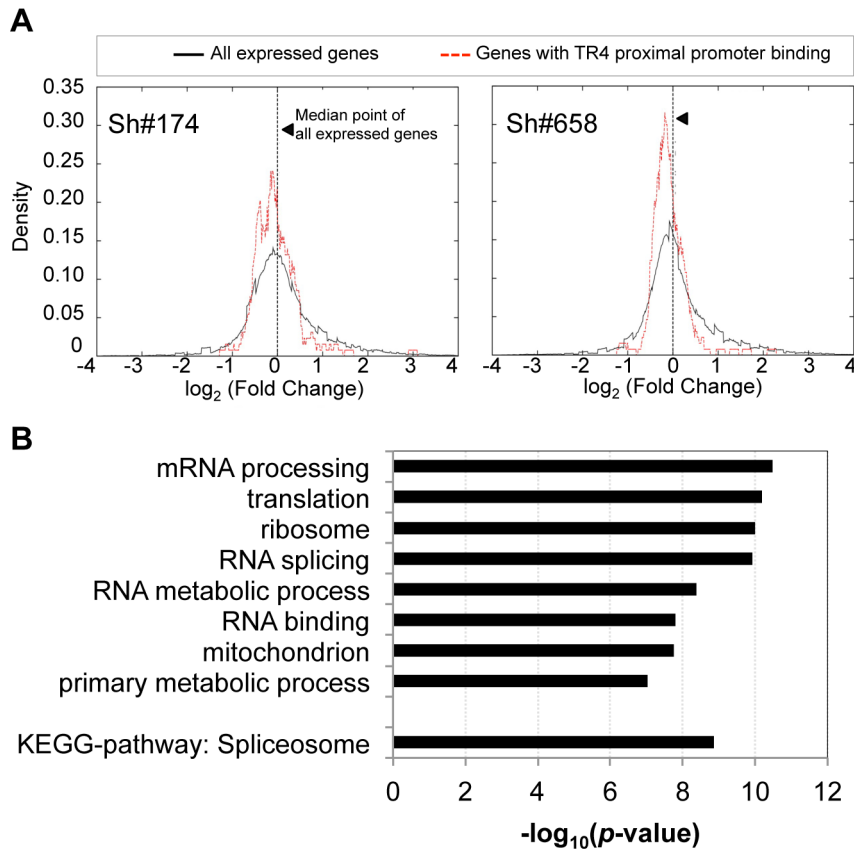 A
All expressed genes
Genes with TR4 proximal promoter binding
Sh#174
Median point of
all expressed genes
Sh#658
Density
0.35
0.30
0.25
0.20
0.15
0.10
0.05
0
-4 -3 -2 -1 0 1 2 3 4
-4 -3 -2 -1 0 1 2 3 4
log2 (Fold Change)
log2 (Fold Change)
B
mRNA processing
translation
ribosome
RNA splicing
RNA metabolic process
RNA binding
mitochondrion
primary metabolic process
KEGG-pathway: Spliceosome
0 2 4 6 8 10 12
-log10(p-value)